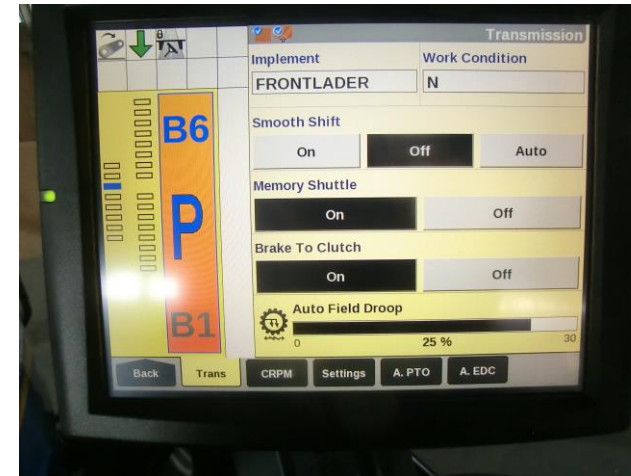 Transmission
Implement
Work Condition
FRONTLADER
N
B6
P
B1
Smooth Shift
On
Off
Auto
Memory Shuttle
On
Off
Brake To Clutch
On
Off
Auto Field Droop
0
25 %
30
Back
Trans
CRPM
Settings
A. PTO
A. EDC